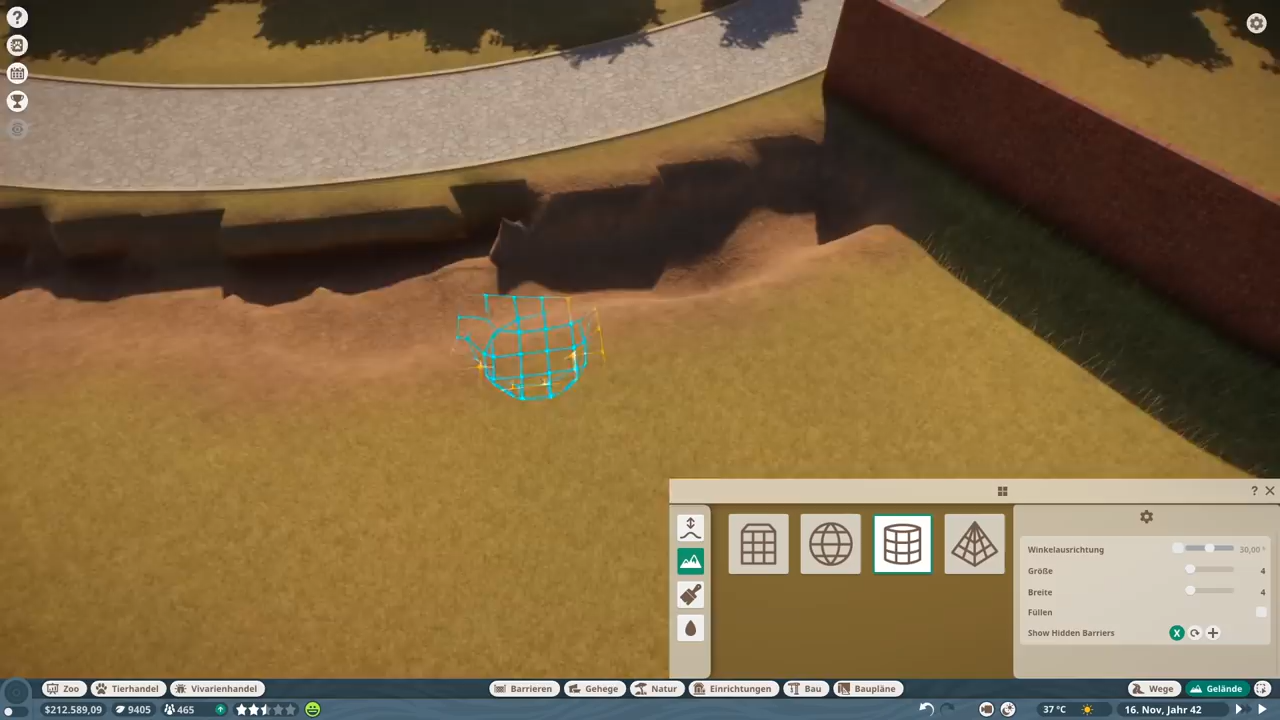 ?
? ✕
Winkelausrichtung 30,00 °
Größe 4
Breite 4
Füllen
Show Hidden Barriers X
Zoo Tierhandel Vivarienhandel Barrieren Gehege Natur Einrichtungen Bau Baupläne Wege Gelände
$212.589,09 9405 465 37 °C 16. Nov, Jahr 42